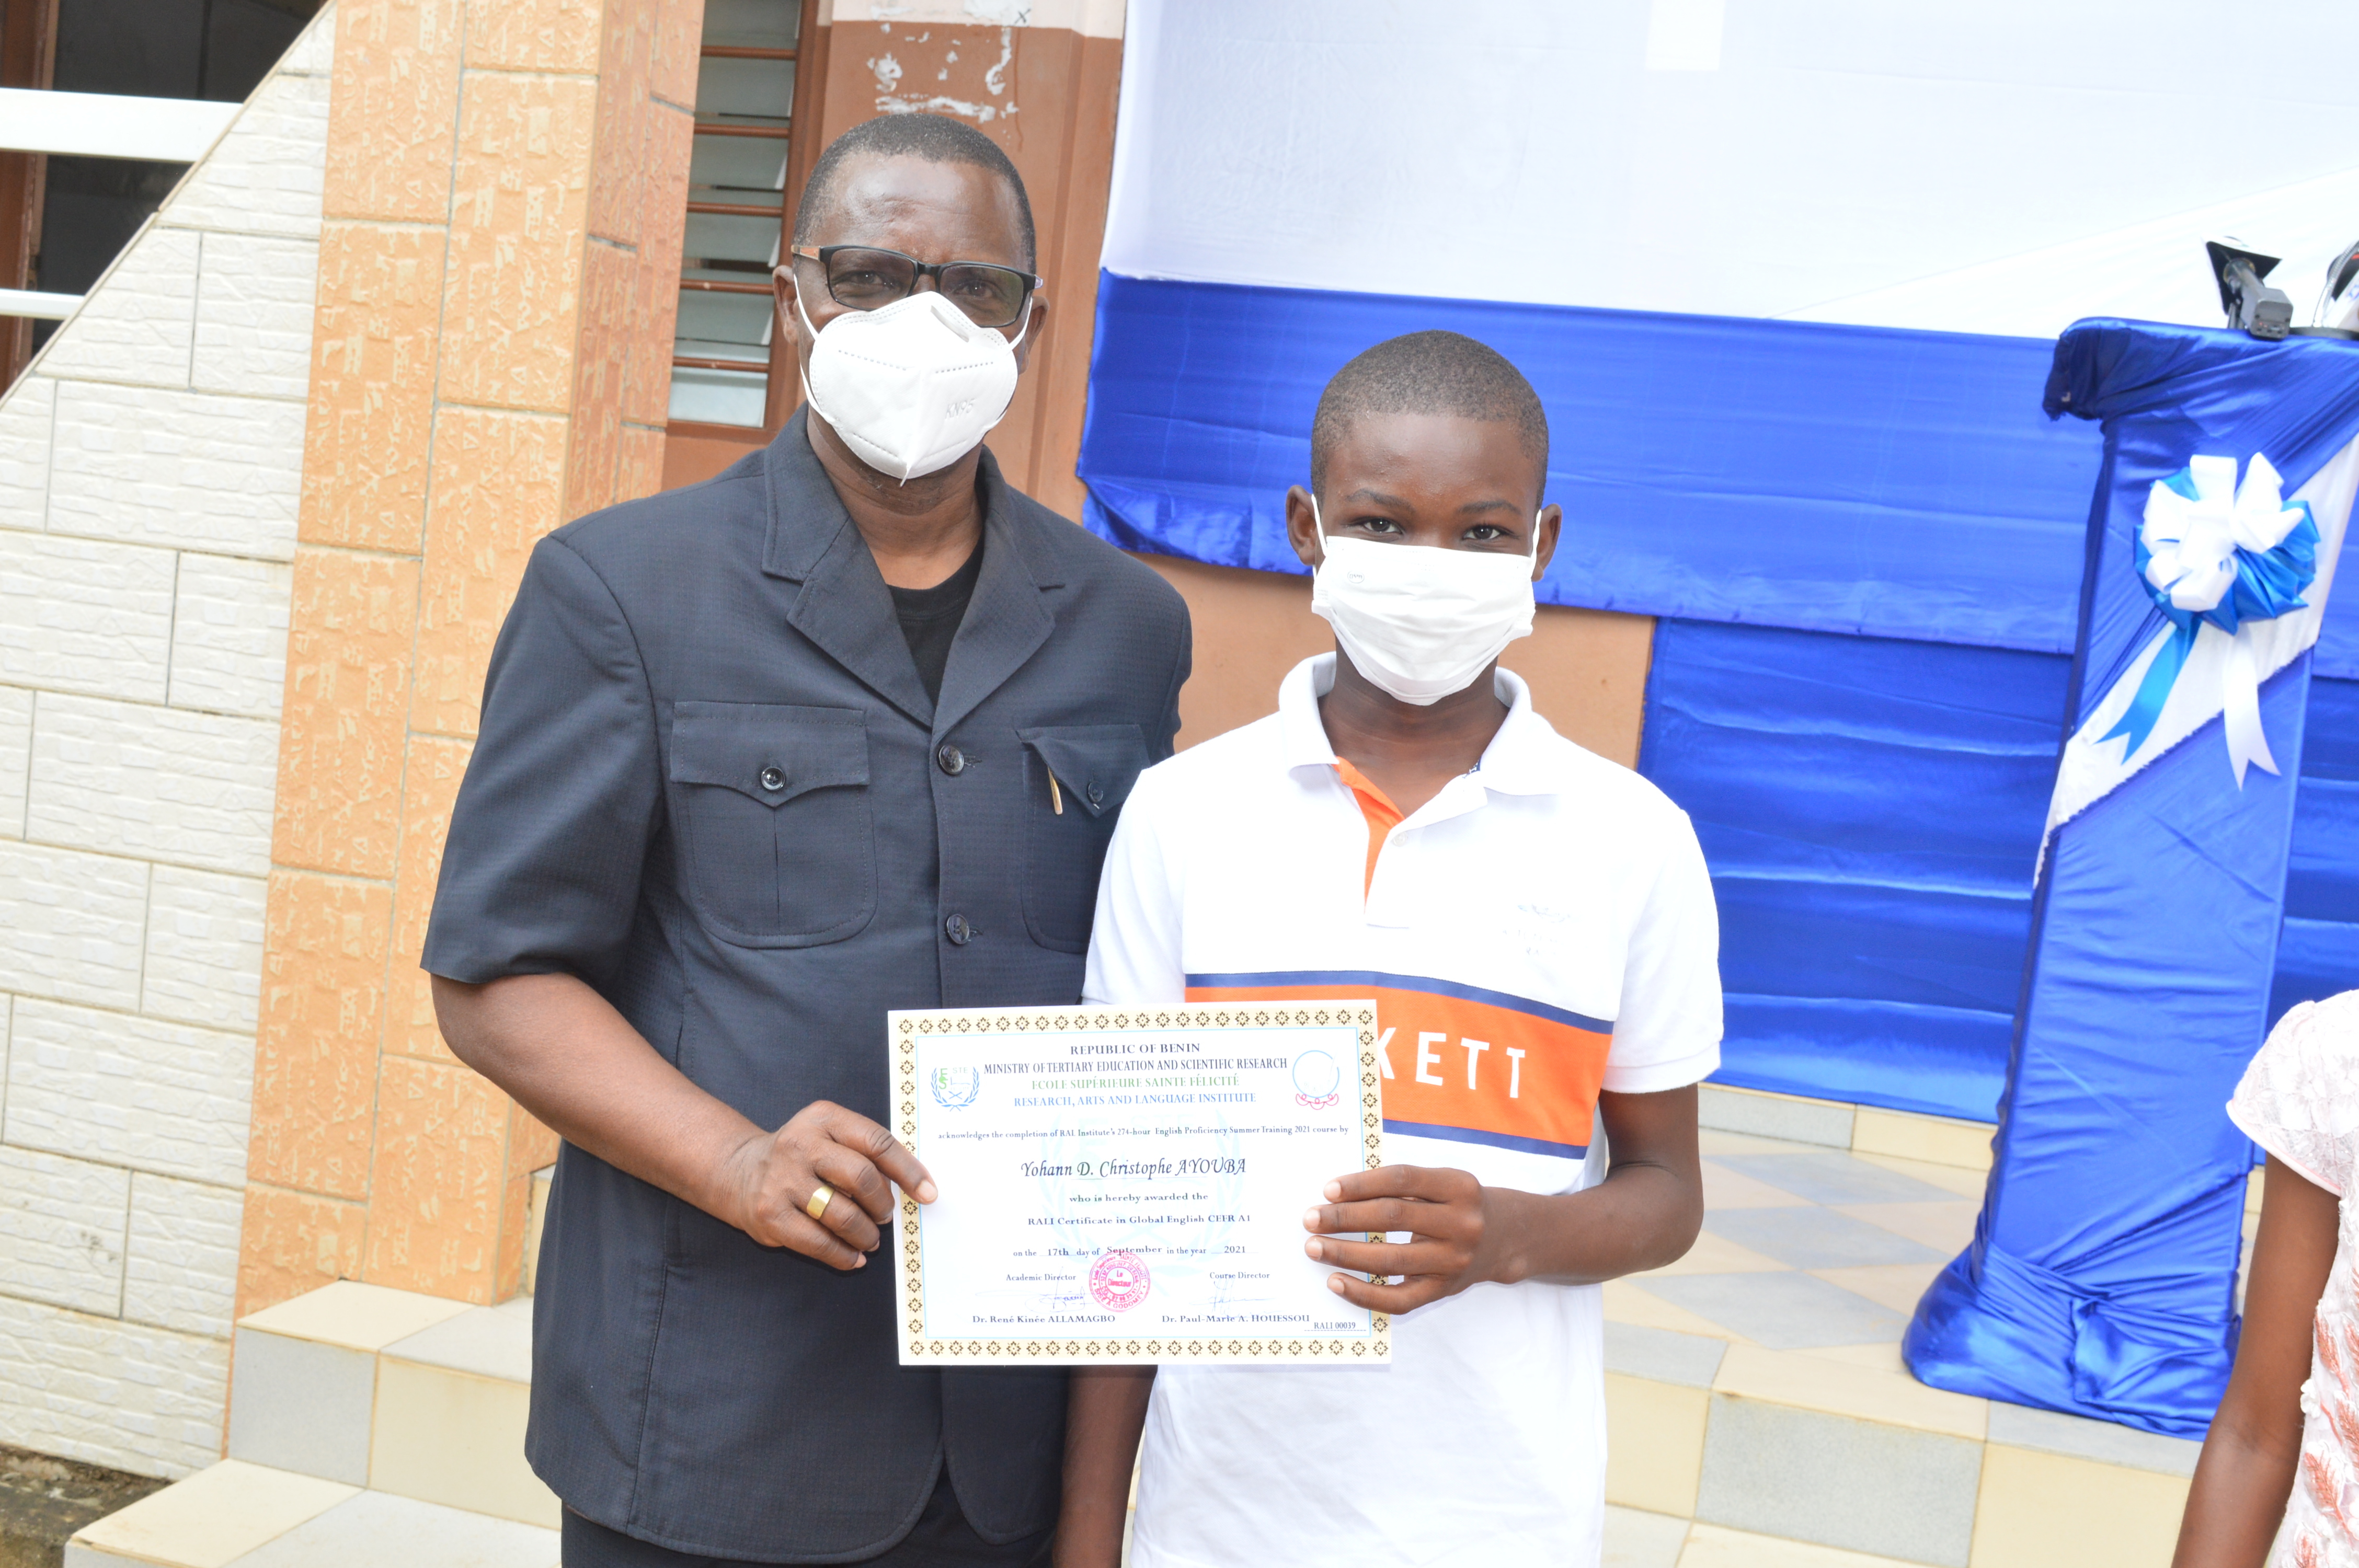 KN95
KETT
REPUBLIC OF BENIN
MINISTRY OF TERTIARY EDUCATION AND SCIENTIFIC RESEARCH
ECOLE SUPÉRIEURE SAINTE FÉLICITÉ
RESEARCH, ARTS AND LANGUAGE INSTITUTE
acknowledges the completion of RAL Institute's 274-hour English Proficiency Summer Training 2021 course by
Yohann D. Christophe AYOUBA
who is hereby awarded the
RALI Certificate in Global English CEFR A1
on the 17th day of September in the year 2021
Academic Director Course Director
Le
Directeur
Dr. René Kinée ALLAMAGBO Dr. Paul-Marie A. HOUESSOU
RALI 00039